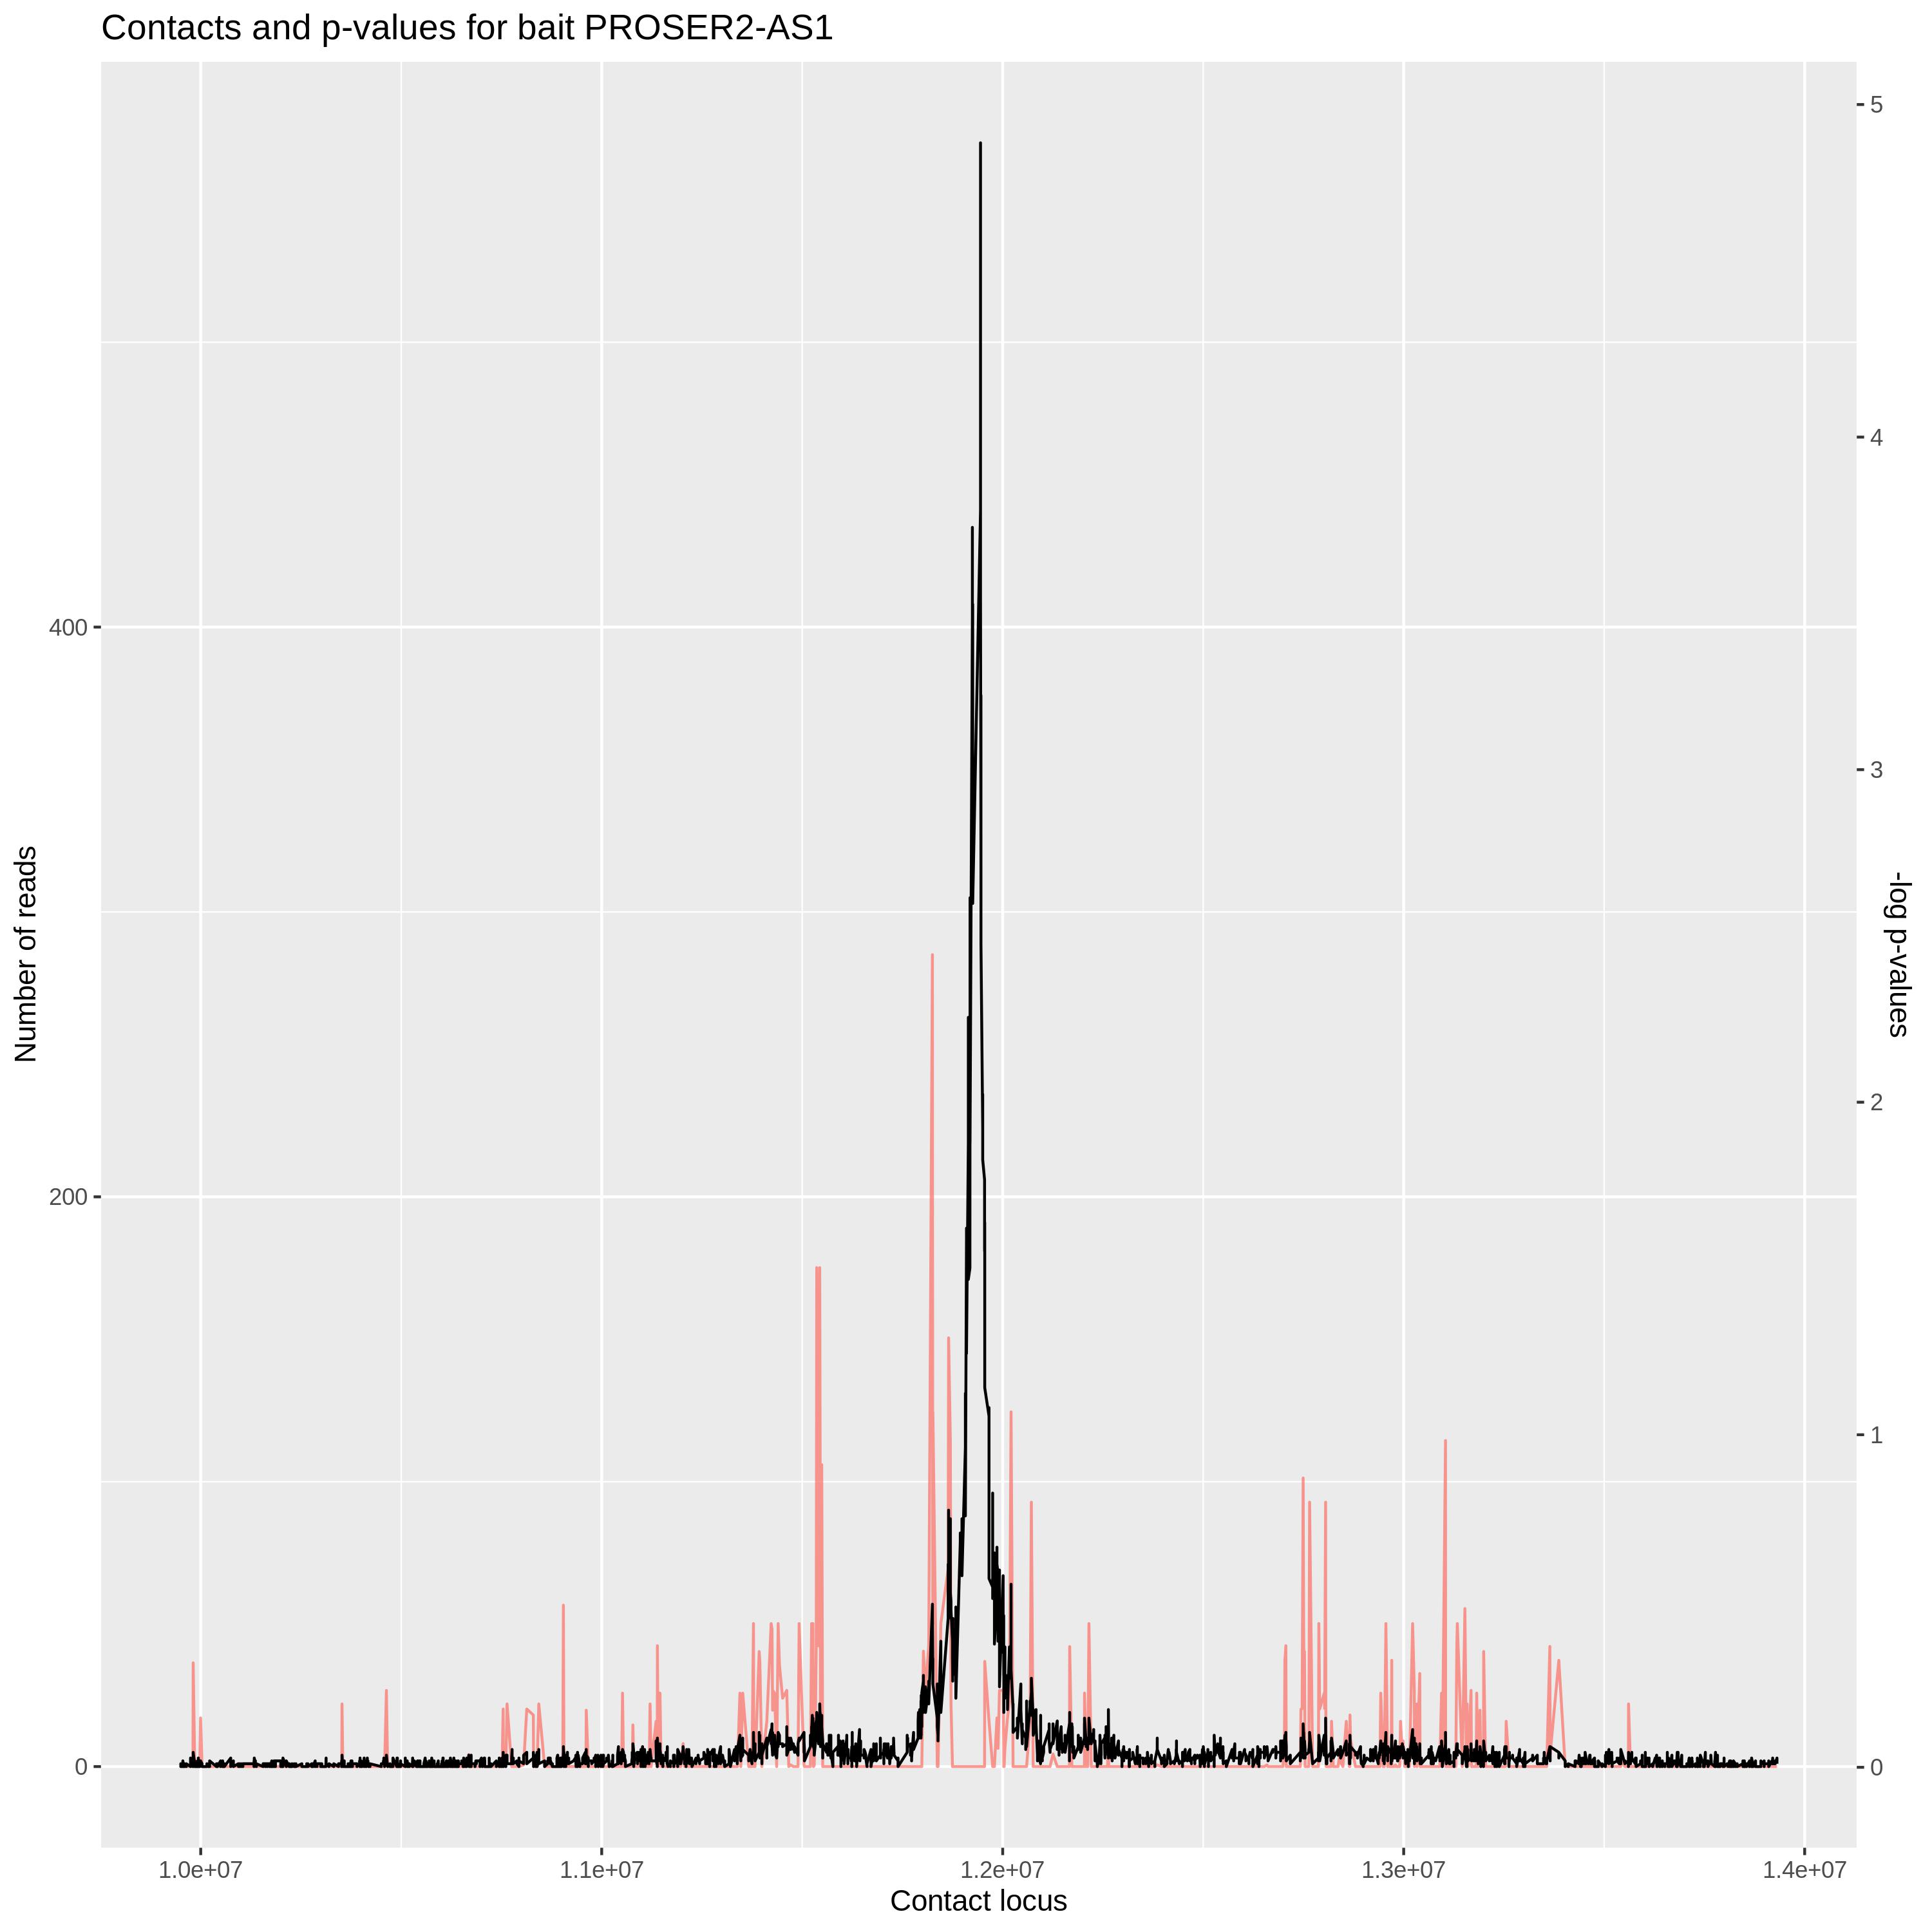 Contacts and p-values for bait PROSER2-AS1
5
4
400
3
Number of reads
-log p-values
2
200
1
0
0
1.0e+07
1.1e+07
1.2e+07
1.3e+07
1.4e+07
Contact locus